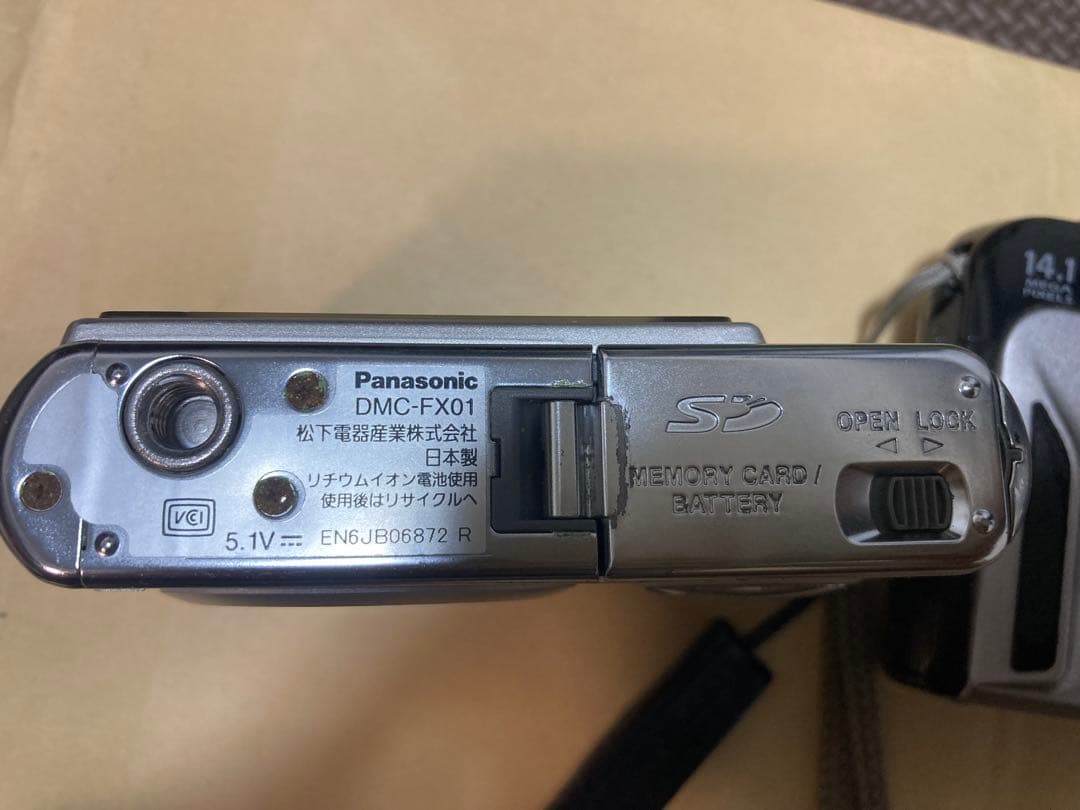 Panasonic
DMC-FX01
松下電器産業株式会社
日本製
リチウムイオン電池使用
使用後はリサイクルへ
VCI
5.1V EN6JB06872 R
SD
OPEN LOCK
MEMORY CARD /
BATTERY
14.1
MEGA
PIXELS